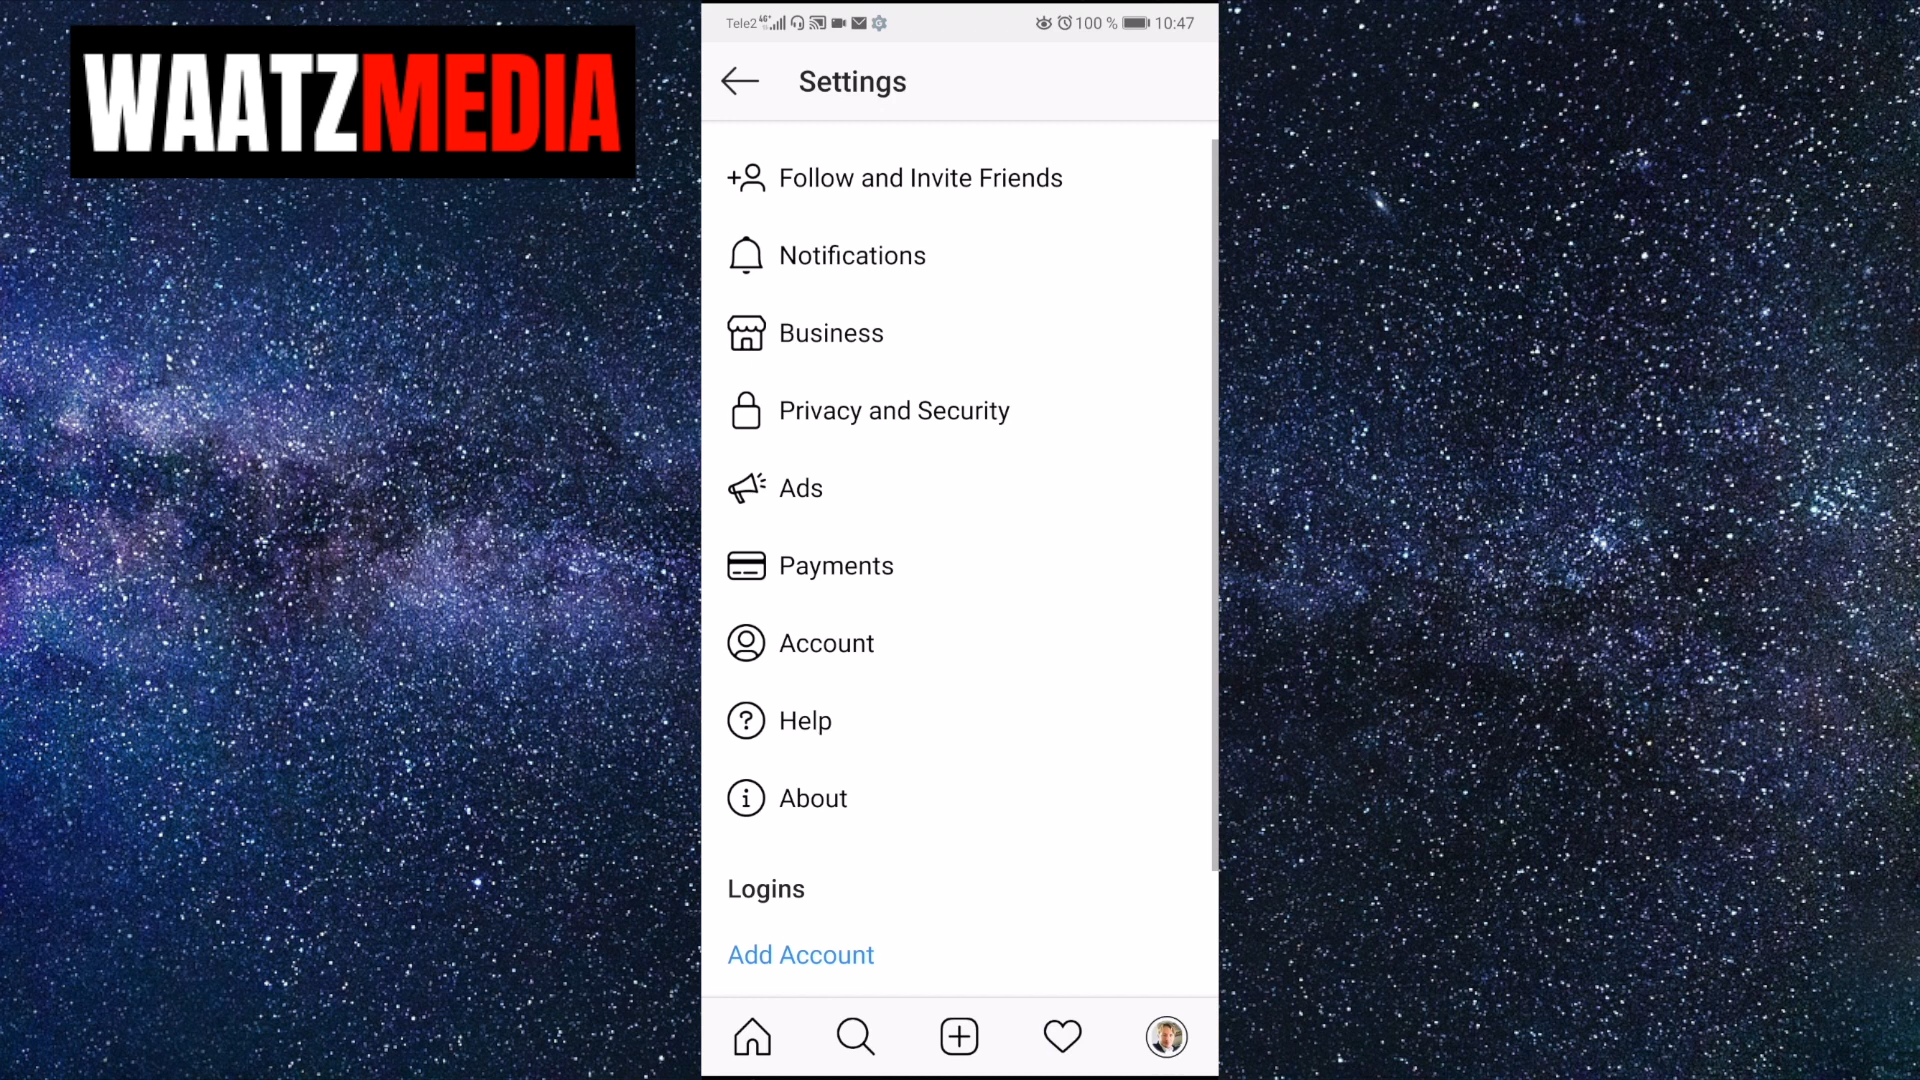 WAATZMEDIA
Tele2 4G+ 100 % 10:47
Settings
Follow and Invite Friends
Notifications
Business
Privacy and Security
Ads
Payments
Account
Help
About
Logins
Add Account